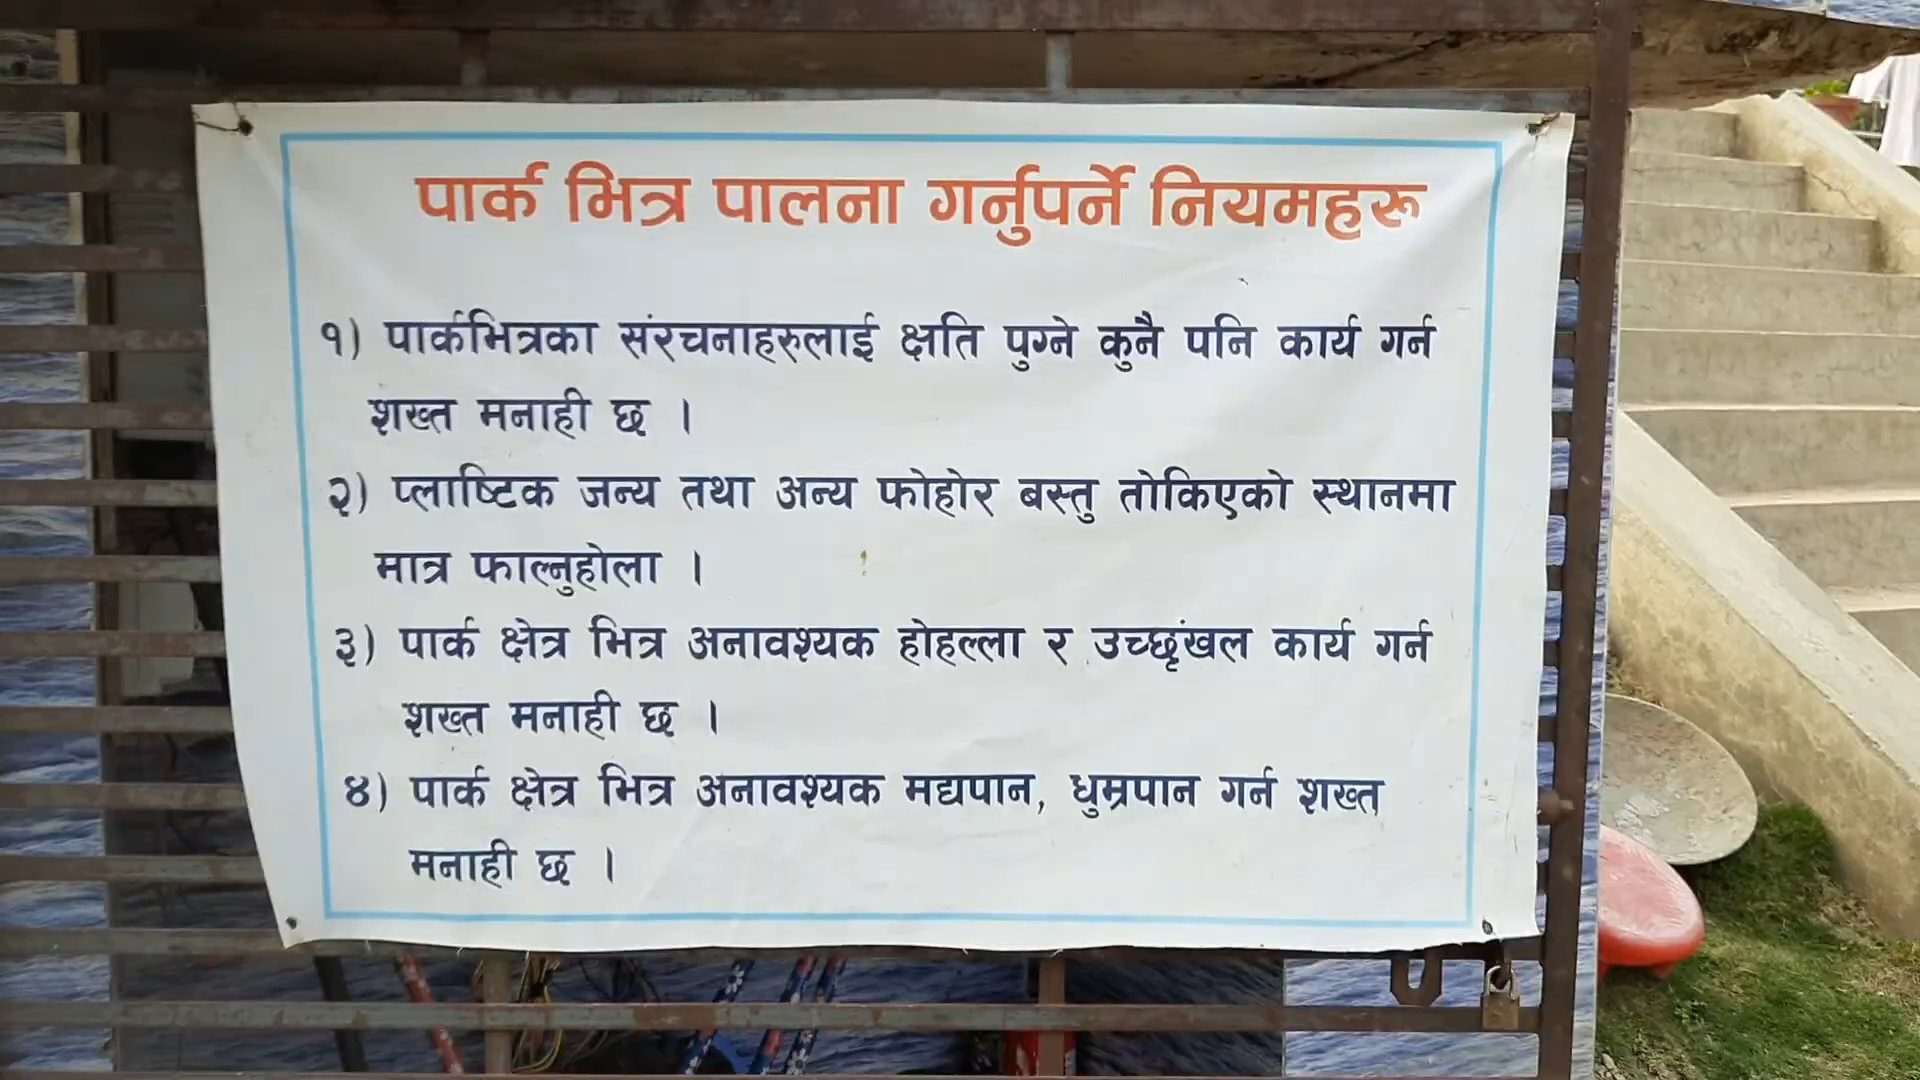 पार्क भित्र पालना गर्नुपर्ने नियमहरू
१) पार्कभित्रका संरचनाहरुलाई क्षति पुग्ने कुनै पनि कार्य गर्न
शख्त मनाही छ ।
२) प्लाष्टिक जन्य तथा अन्य फोहोर बस्तु तोकिएको स्थानमा
मात्र फाल्नुहोला ।
३) पार्क क्षेत्र भित्र अनावश्यक होहल्ला र उच्छृंखल कार्य गर्न
शख्त मनाही छ ।
४) पार्क क्षेत्र भित्र अनावश्यक मद्यपान, धुम्रपान गर्न शख्त
मनाही छ ।